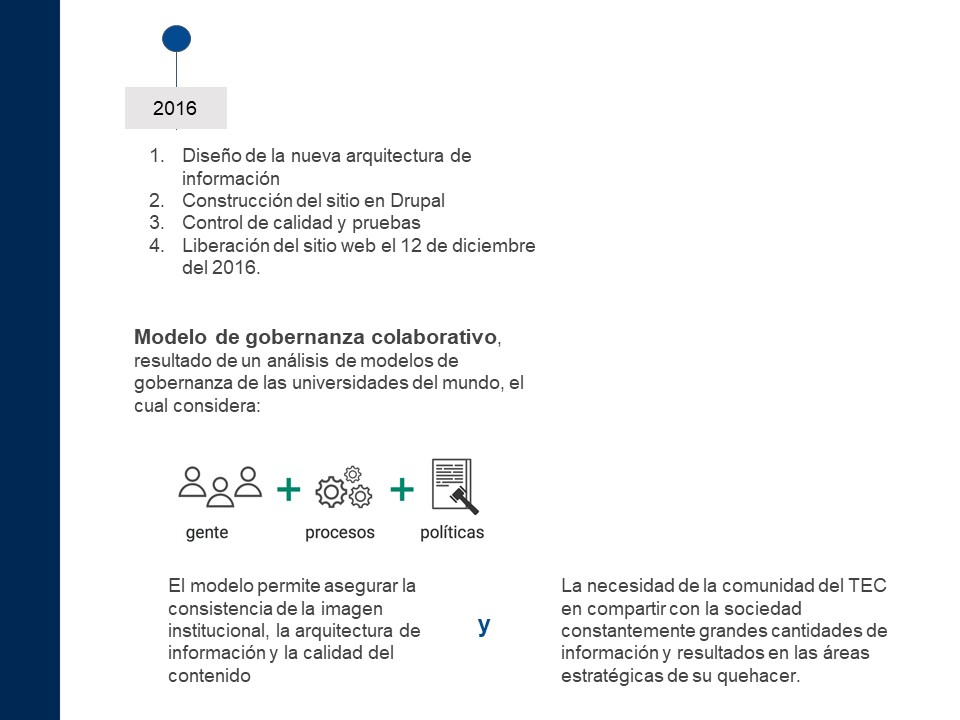 2016
1. Diseño de la nueva arquitectura de
información
2. Construcción del sitio en Drupal
3. Control de calidad y pruebas
4. Liberación del sitio web el 12 de diciembre
del 2016.
Modelo de gobernanza colaborativo,
resultado de un análisis de modelos de
gobernanza de las universidades del mundo, el
cual considera:
gente + procesos + políticas
El modelo permite asegurar la
consistencia de la imagen
institucional, la arquitectura de
información y la calidad del
contenido
y
La necesidad de la comunidad del TEC
en compartir con la sociedad
constantemente grandes cantidades de
información y resultados en las áreas
estratégicas de su quehacer.